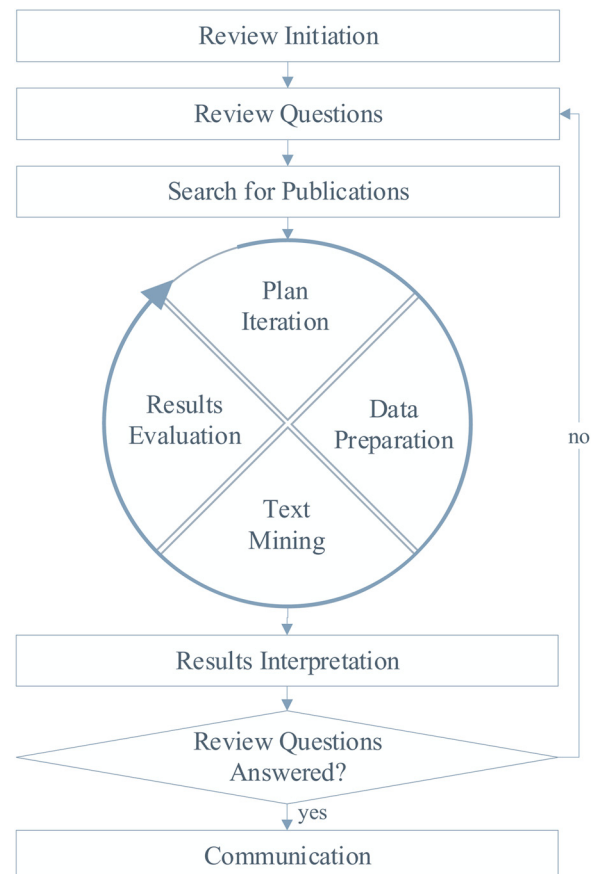 Review Initiation
Review Questions
Search for Publications
Plan
Iteration
Results
Evaluation
Data
Preparation
Text
Mining
no
Results Interpretation
Review Questions
Answered?
yes
Communication